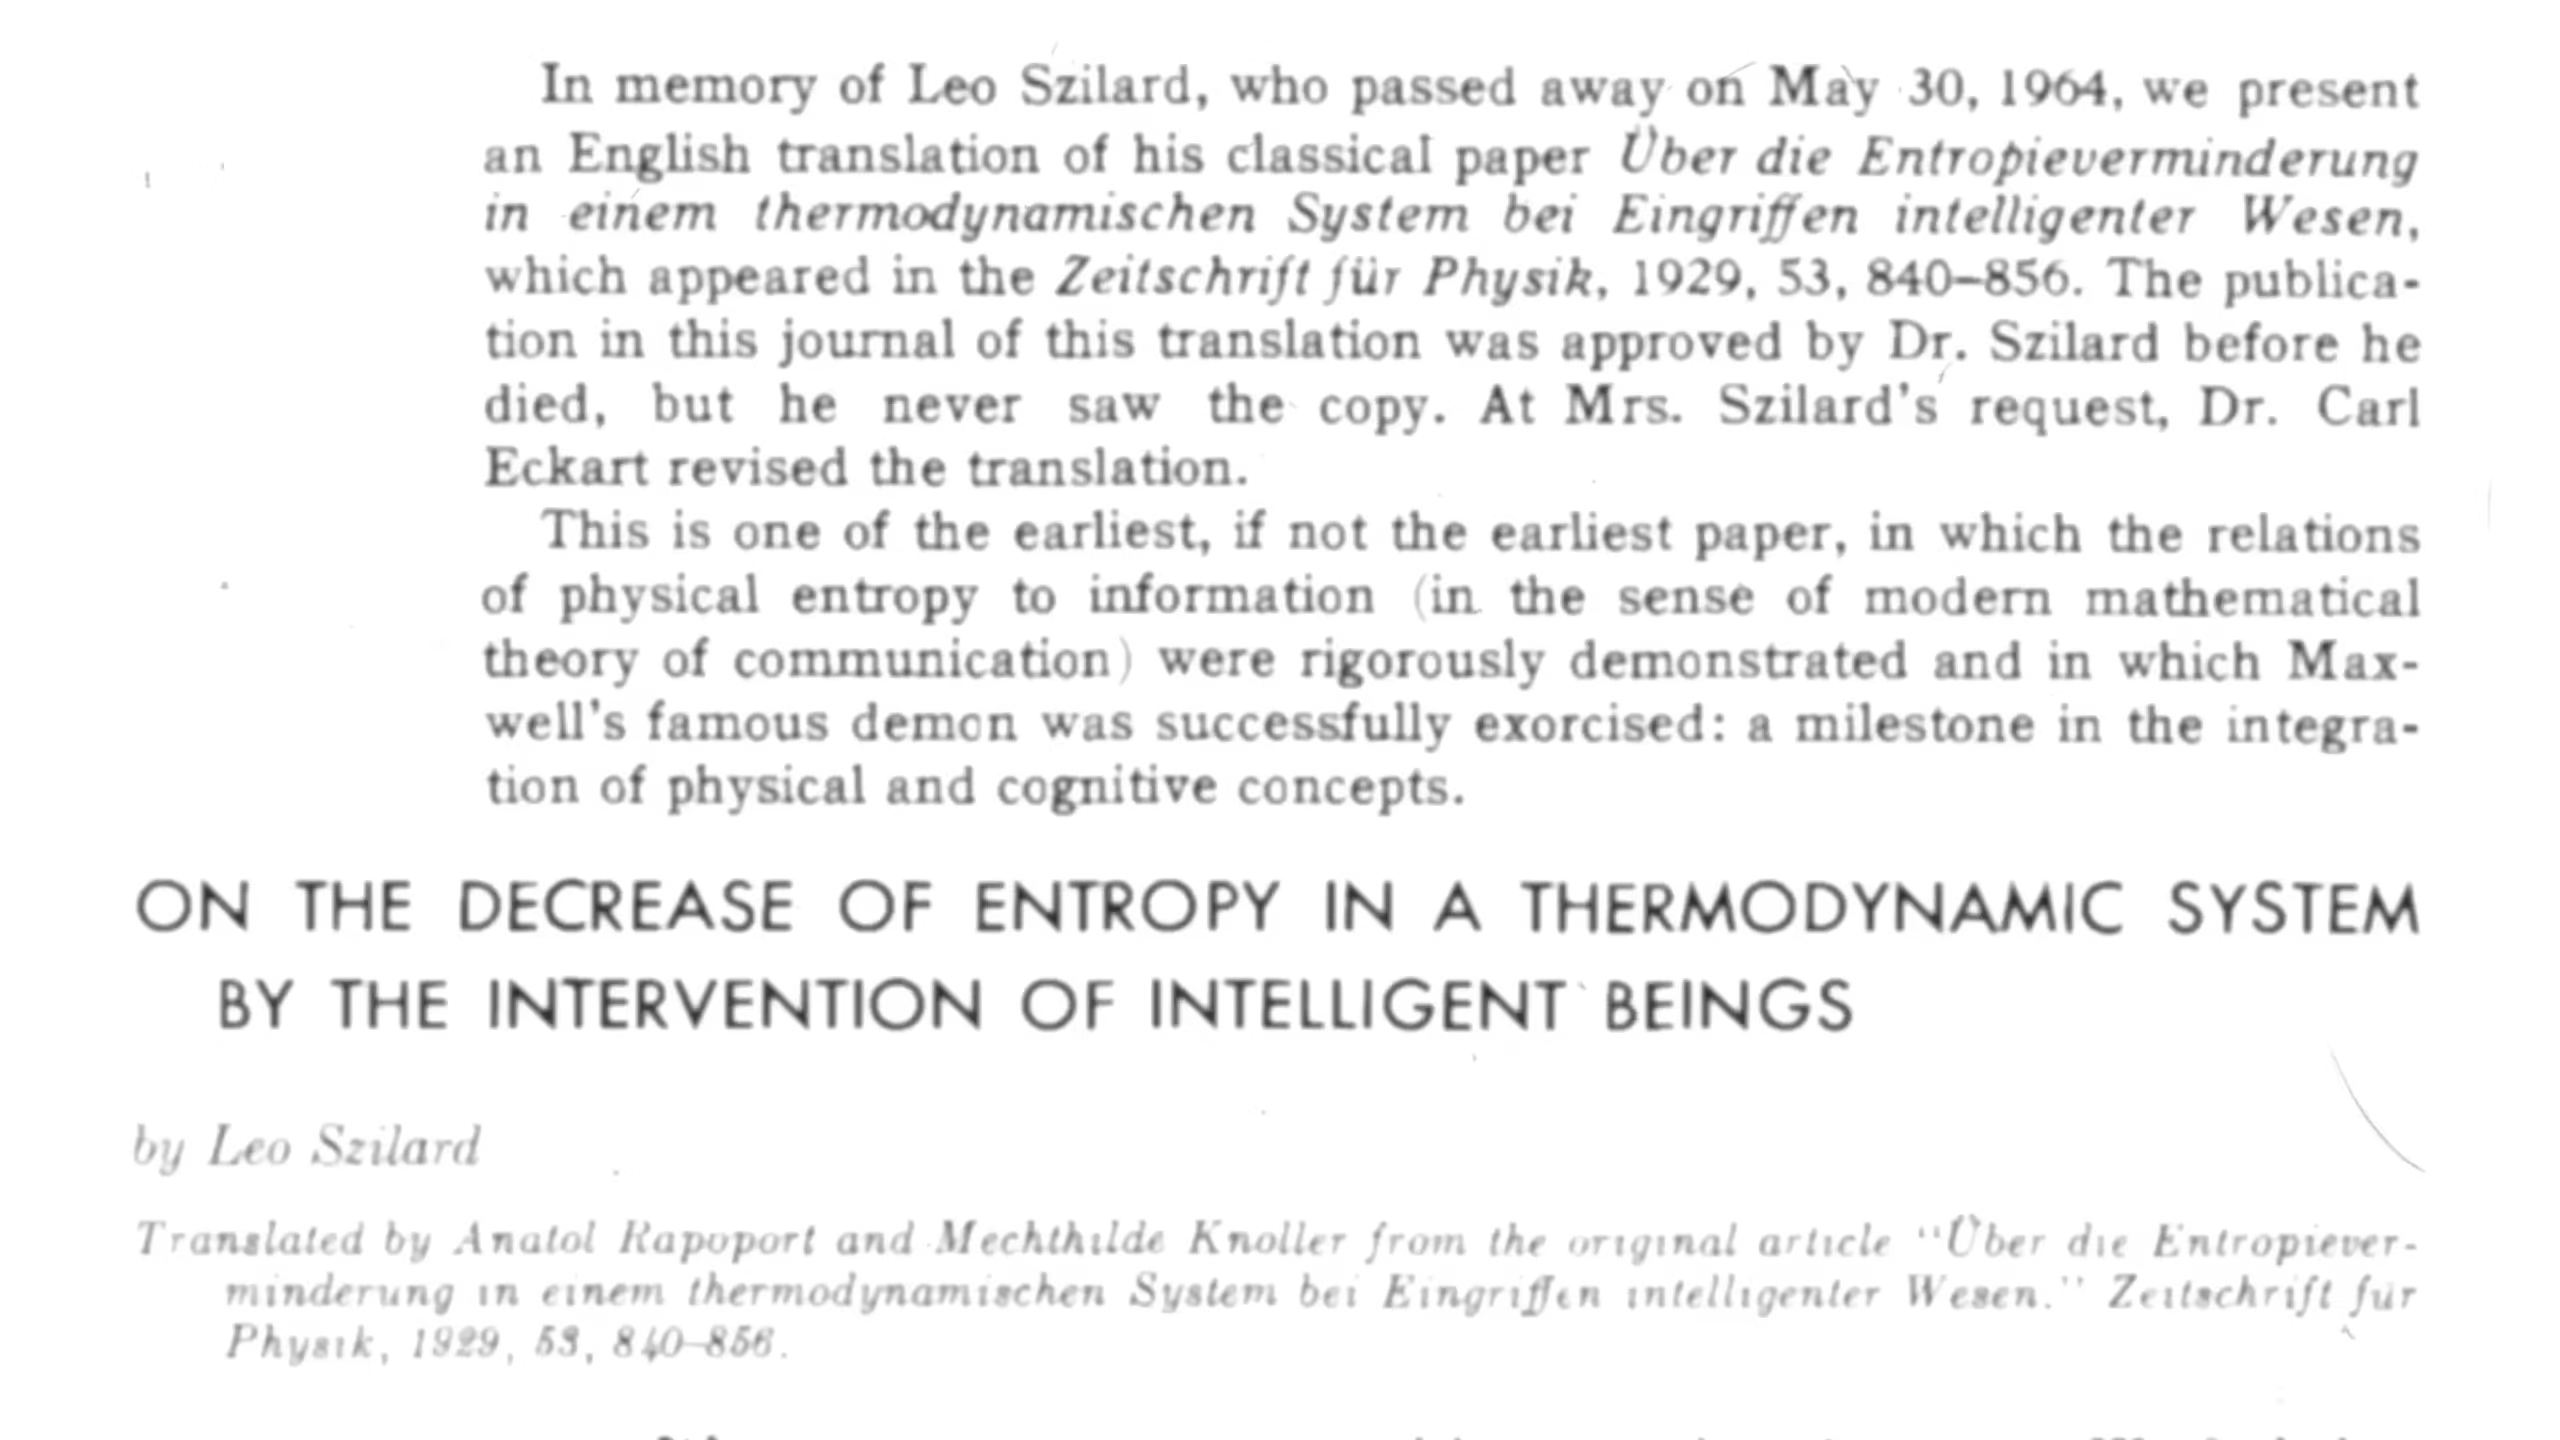 In memory of Leo Szilard, who passed away on May 30, 1964, we present
an English translation of his classical paper Über die Entropieverminderung
in einem thermodynamischen System bei Eingriffen intelligenter Wesen,
which appeared in the Zeitschrift für Physik, 1929, 53, 840–856. The publica-
tion in this journal of this translation was approved by Dr. Szilard before he
died, but he never saw the copy. At Mrs. Szilard's request, Dr. Carl
Eckart revised the translation.
This is one of the earliest, if not the earliest paper, in which the relations
of physical entropy to information (in the sense of modern mathematical
theory of communication) were rigorously demonstrated and in which Max-
well's famous demon was successfully exorcised: a milestone in the integra-
tion of physical and cognitive concepts.
ON THE DECREASE OF ENTROPY IN A THERMODYNAMIC SYSTEM
BY THE INTERVENTION OF INTELLIGENT BEINGS
by Leo Szilard
Translated by Anatol Rapoport and Mechthilde Knoller from the original article "Über die Entropiever-
minderung in einem thermodynamischen System bei Eingriffen intelligenter Wesen." Zeitschrift für
Physik, 1929, 53, 840–856.